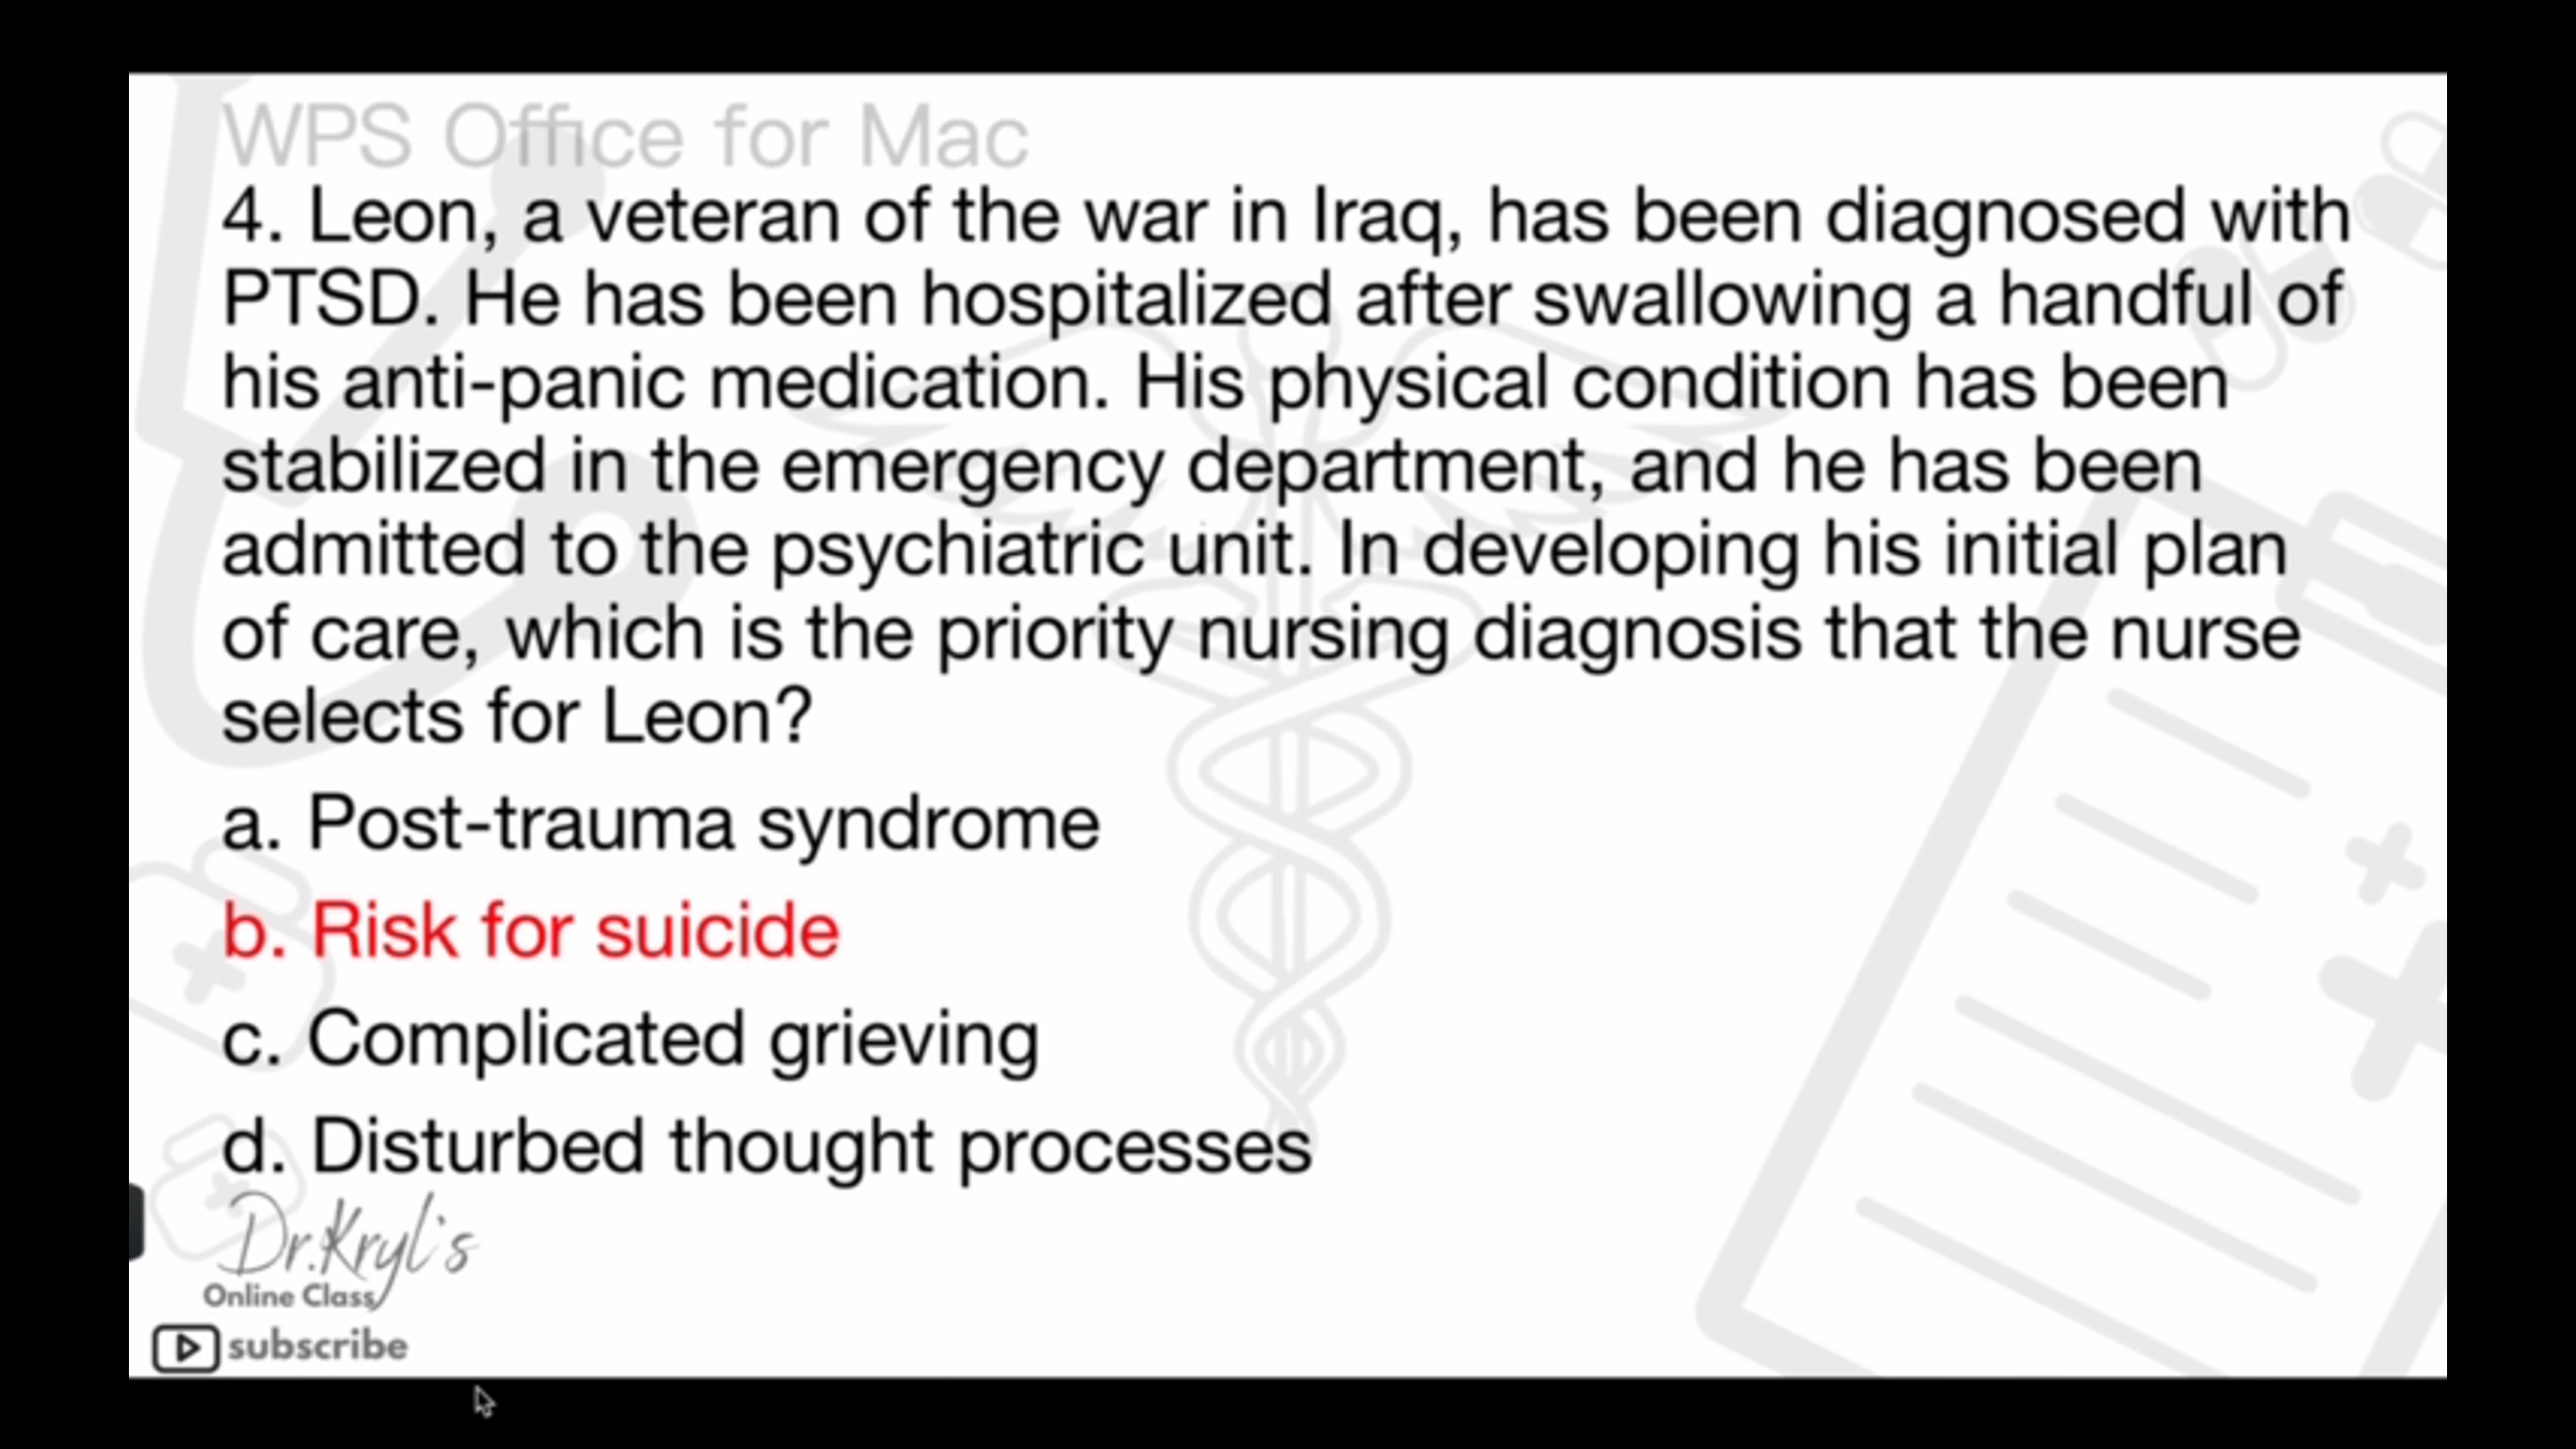 WPS Office for Mac
4. Leon, a veteran of the war in Iraq, has been diagnosed with
PTSD. He has been hospitalized after swallowing a handful of
his anti-panic medication. His physical condition has been
stabilized in the emergency department, and he has been
admitted to the psychiatric unit. In developing his initial plan
of care, which is the priority nursing diagnosis that the nurse
selects for Leon?
a. Post-trauma syndrome
b. Risk for suicide
c. Complicated grieving
d. Disturbed thought processes
Dr.Kryl's
Online Class
subscribe